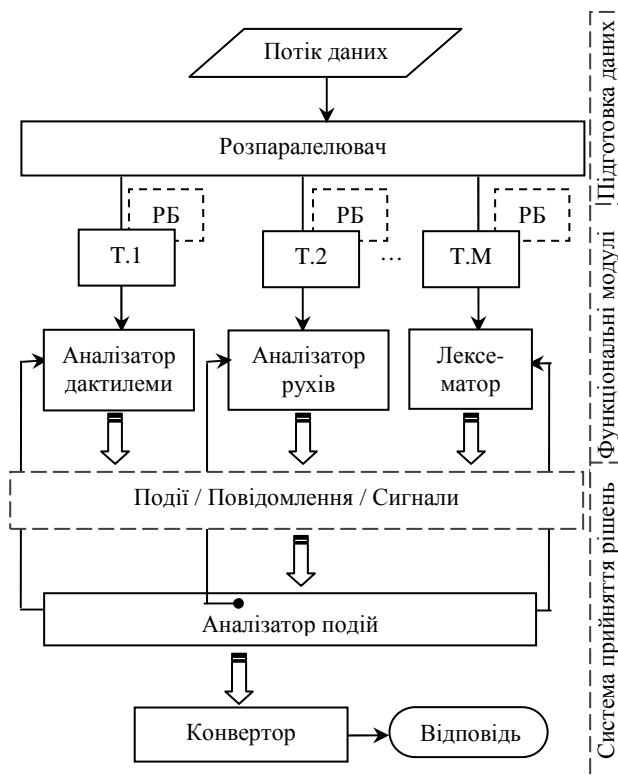 Потік даних
Розпаралелювач
РБ
РБ
РБ
Т.1
Т.2
...
Т.М
Аналізатор
дактилеми
Аналізатор
рухів
Лексе-
матор
Події / Повідомлення / Сигнали
Аналізатор подій
Конвертор
Відповідь
Підготовка даних
Функціональні модулі
Система прийняття рішень